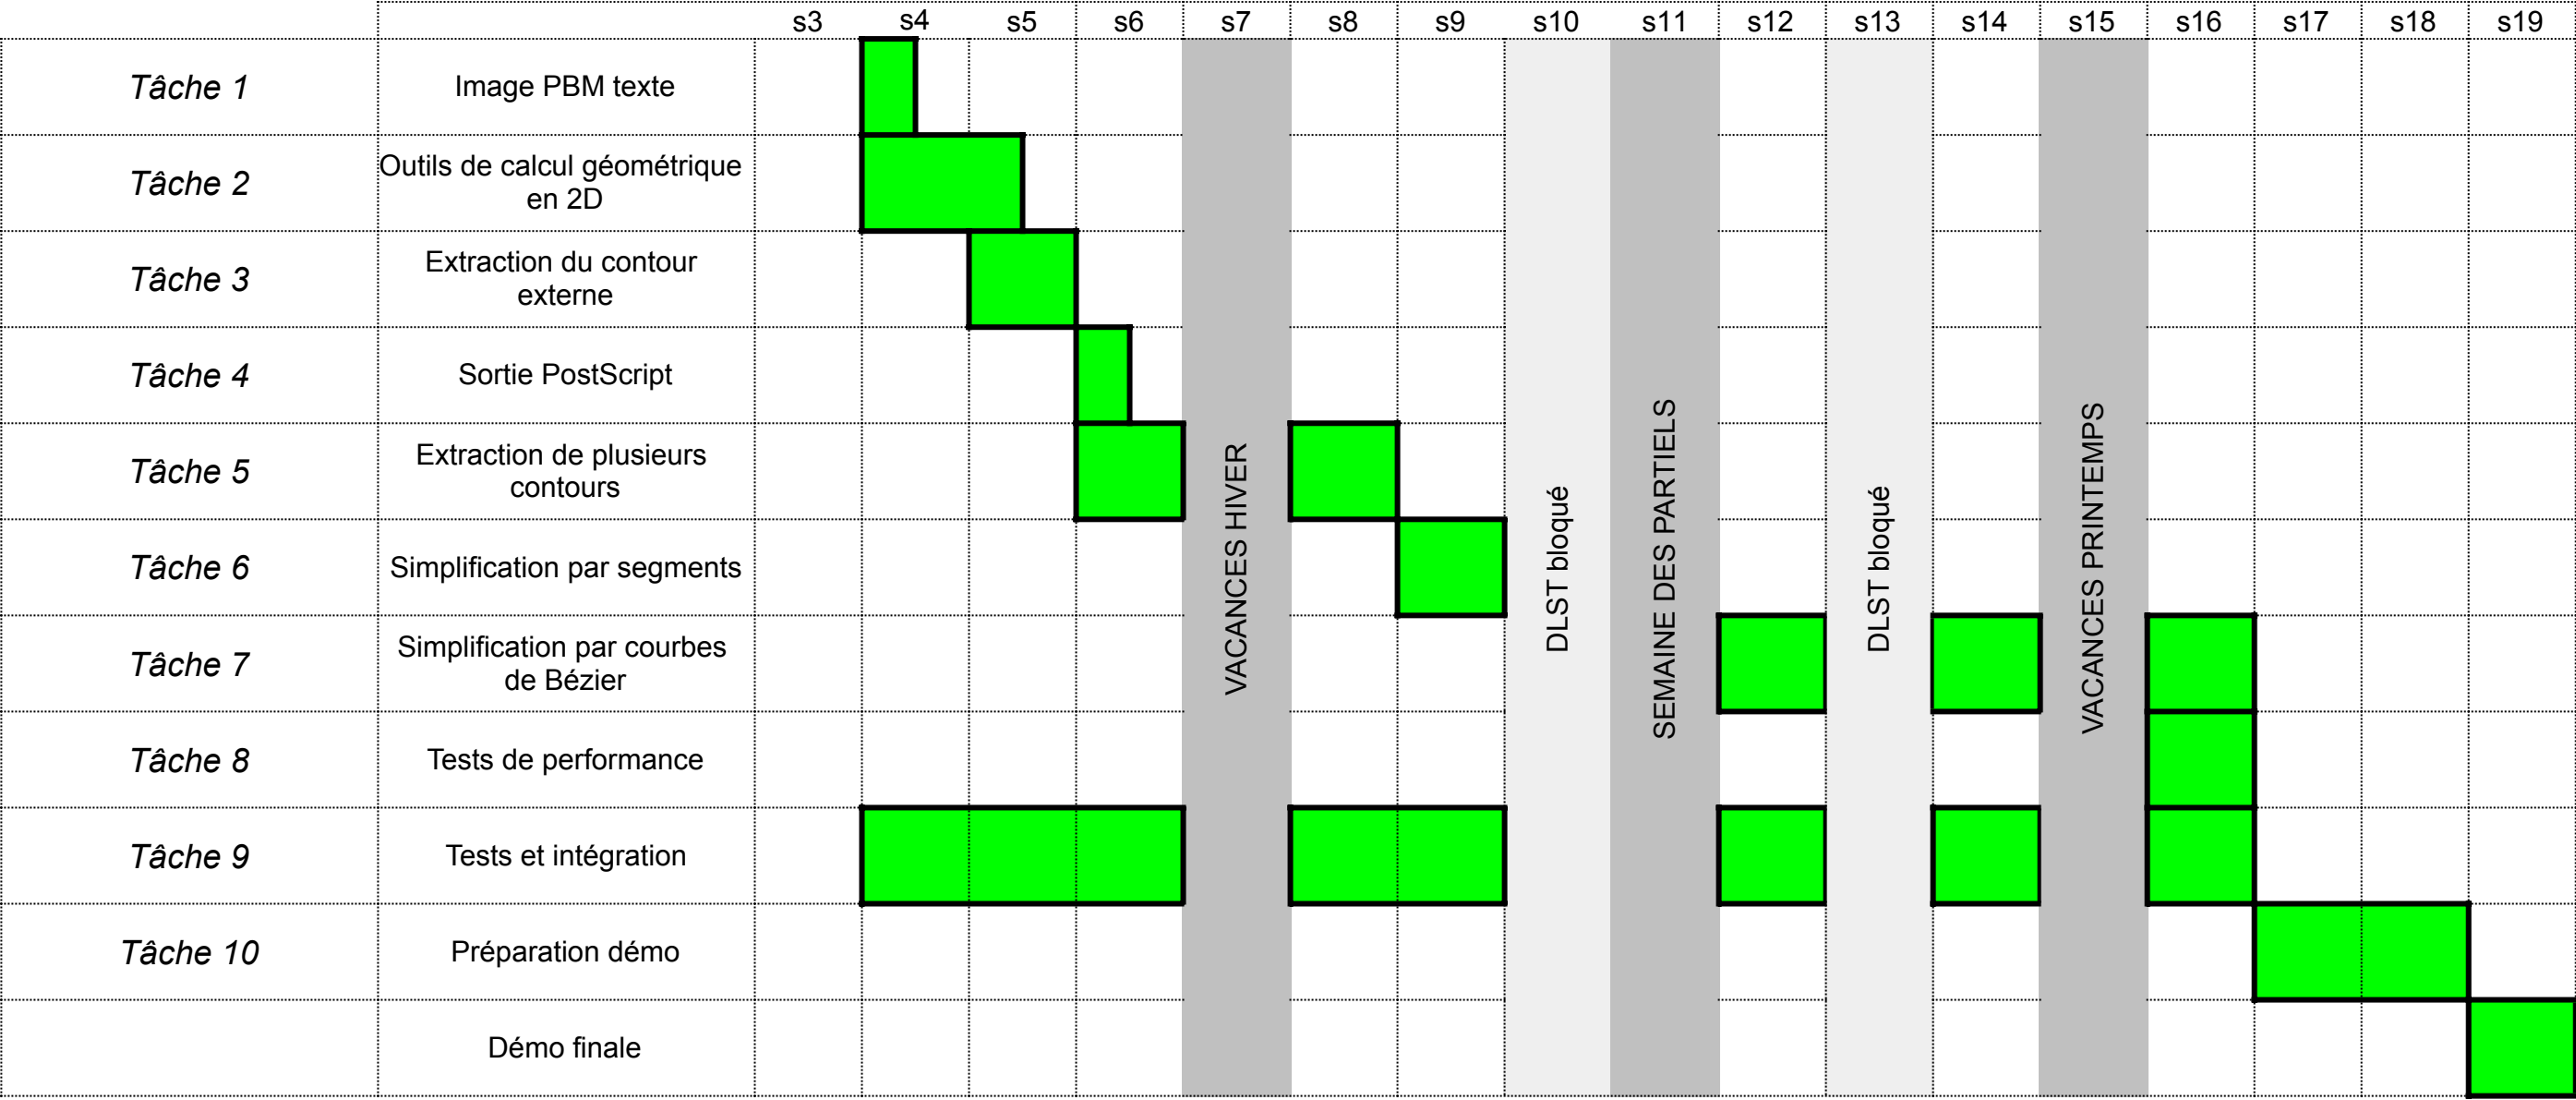 s3 s4 s5 s6 s7 s8 s9 s10 s11 s12 s13 s14 s15 s16 s17 s18 s19
Tâche 1 Image PBM texte
Tâche 2 Outils de calcul géométrique
en 2D
Tâche 3 Extraction du contour
externe
Tâche 4 Sortie PostScript
Tâche 5 Extraction de plusieurs
contours
Tâche 6 Simplification par segments
Tâche 7 Simplification par courbes
de Bézier
Tâche 8 Tests de performance
Tâche 9 Tests et intégration
Tâche 10 Préparation démo
Démo finale
VACANCES HIVER
DLST bloqué
SEMAINE DES PARTIELS
DLST bloqué
VACANCES PRINTEMPS